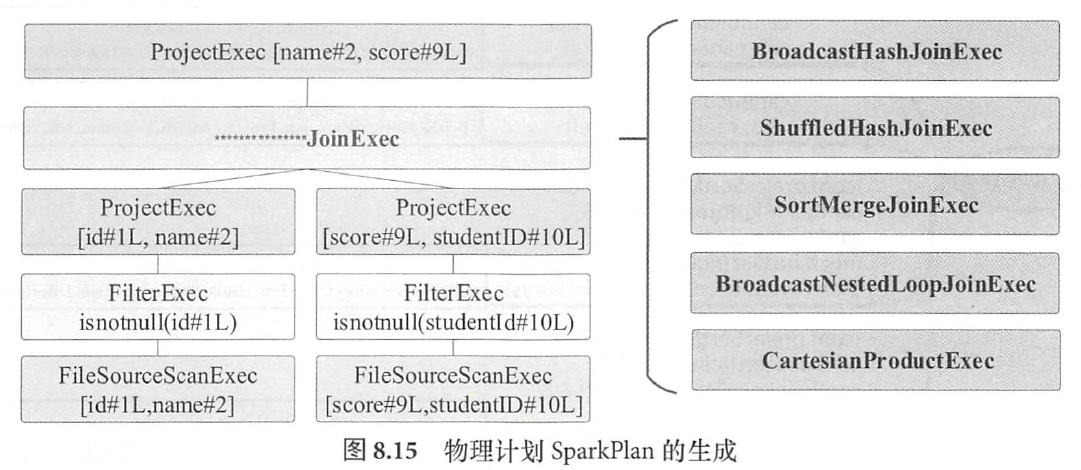 ProjectExec [name#2, score#9L]
**************JoinExec
ProjectExec
[id#1L, name#2]
ProjectExec
[score#9L, studentID#10L]
FilterExec
isnotnull(id#1L)
FilterExec
isnotnull(studentId#10L)
FileSourceScanExec
[id#1L,name#2]
FileSourceScanExec
[score#9L,studentID#10L]
BroadcastHashJoinExec
ShuffledHashJoinExec
SortMergeJoinExec
BroadcastNestedLoopJoinExec
CartesianProductExec
图 8.15 物理计划 SparkPlan 的生成